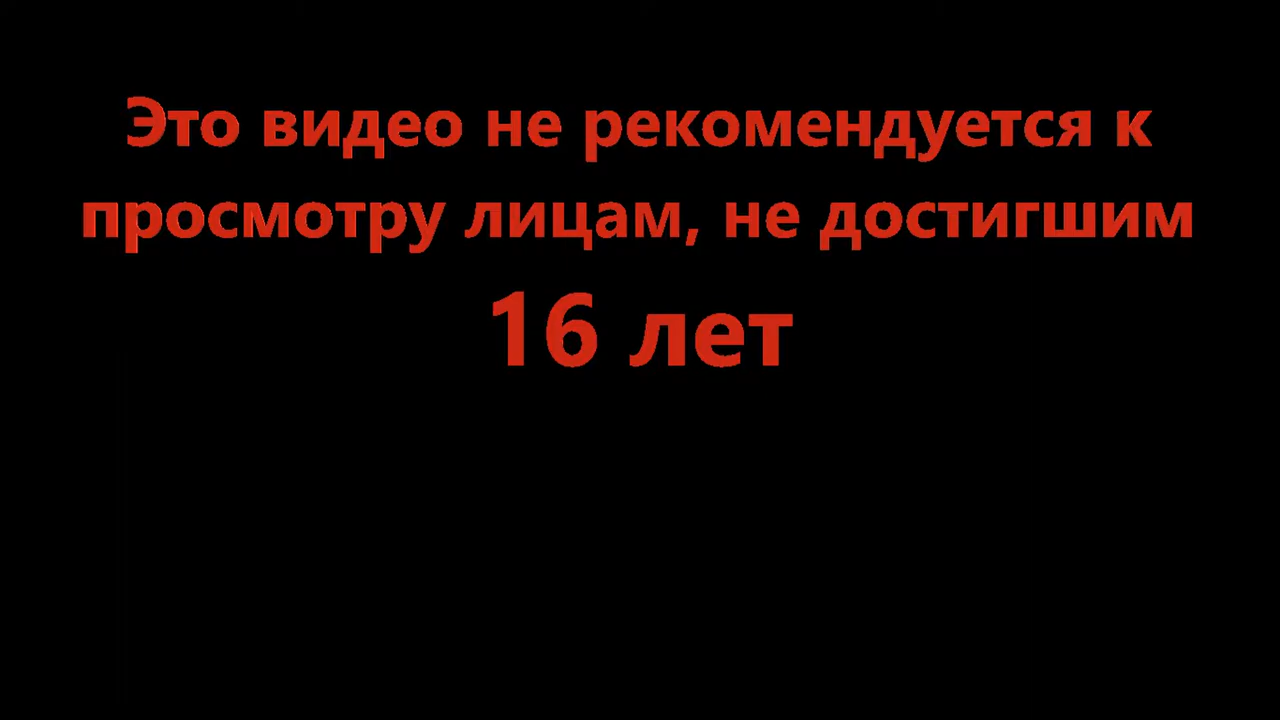 Это видео не рекомендуется к
просмотру лицам, не достигшим
16 лет